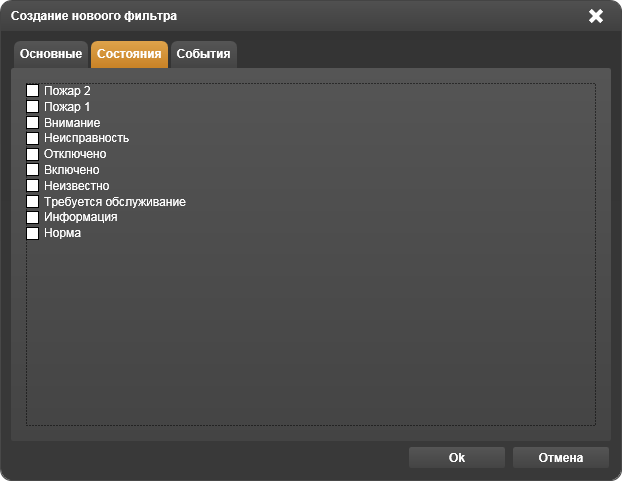 Создание новоого фильтра
Основные Состояния События
Пожар 2
Пожар 1
Внимание
Неисправность
Отключено
Включено
Неизвестно
Требуется обслуживание
Информация
Норма
Ok Отмена